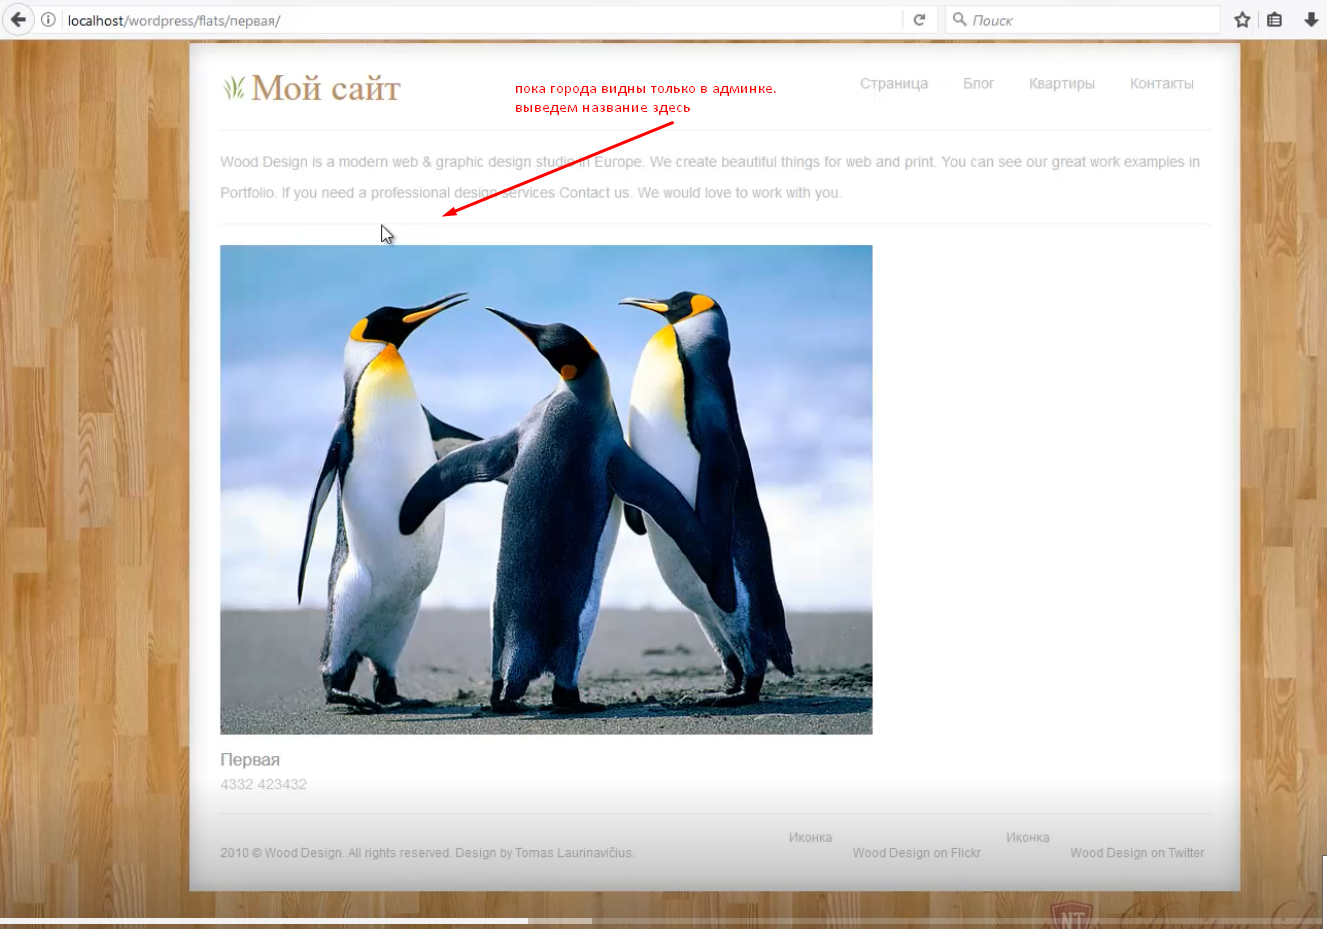 localhost/wordpress/flats/первая/
Поиск
Мой сайт
Страница Блог Квартиры Контакты
пока города видны только в админке.
выведем название здесь
Wood Design is a modern web & graphic design studio in Europe. We create beautiful things for web and print. You can see our great work examples in
Portfolio. If you need a professional design services Contact us. We would love to work with you.
Первая
4332 423432
2010 © Wood Design. All rights reserved. Design by Tomas Laurinavičius.
Иконка
Wood Design on Flickr
Иконка
Wood Design on Twitter
NT